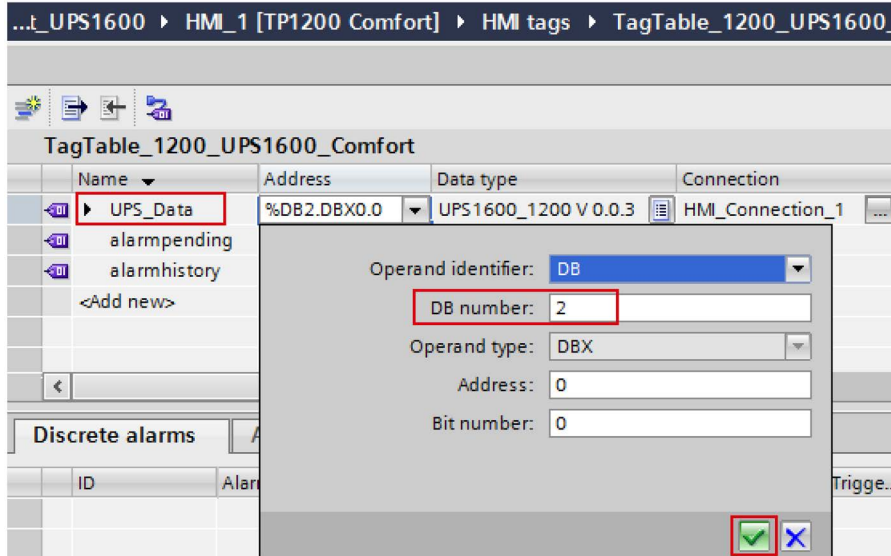 ...t_UPS1600 ▸ HMI_1 [TP1200 Comfort] ▸ HMI tags ▸ TagTable_1200_UPS1600_
TagTable_1200_UPS1600_Comfort
Name Address Data type Connection
UPS_Data %DB2.DBX0.0 UPS1600_1200 V 0.0.3 HMI_Connection_1 ...
alarmpending
alarmhistory
<Add new>
Operand identifier: DB
DB number: 2
Operand type: DBX
Address: 0
Bit number: 0
Discrete alarms
ID Alar Trigge...